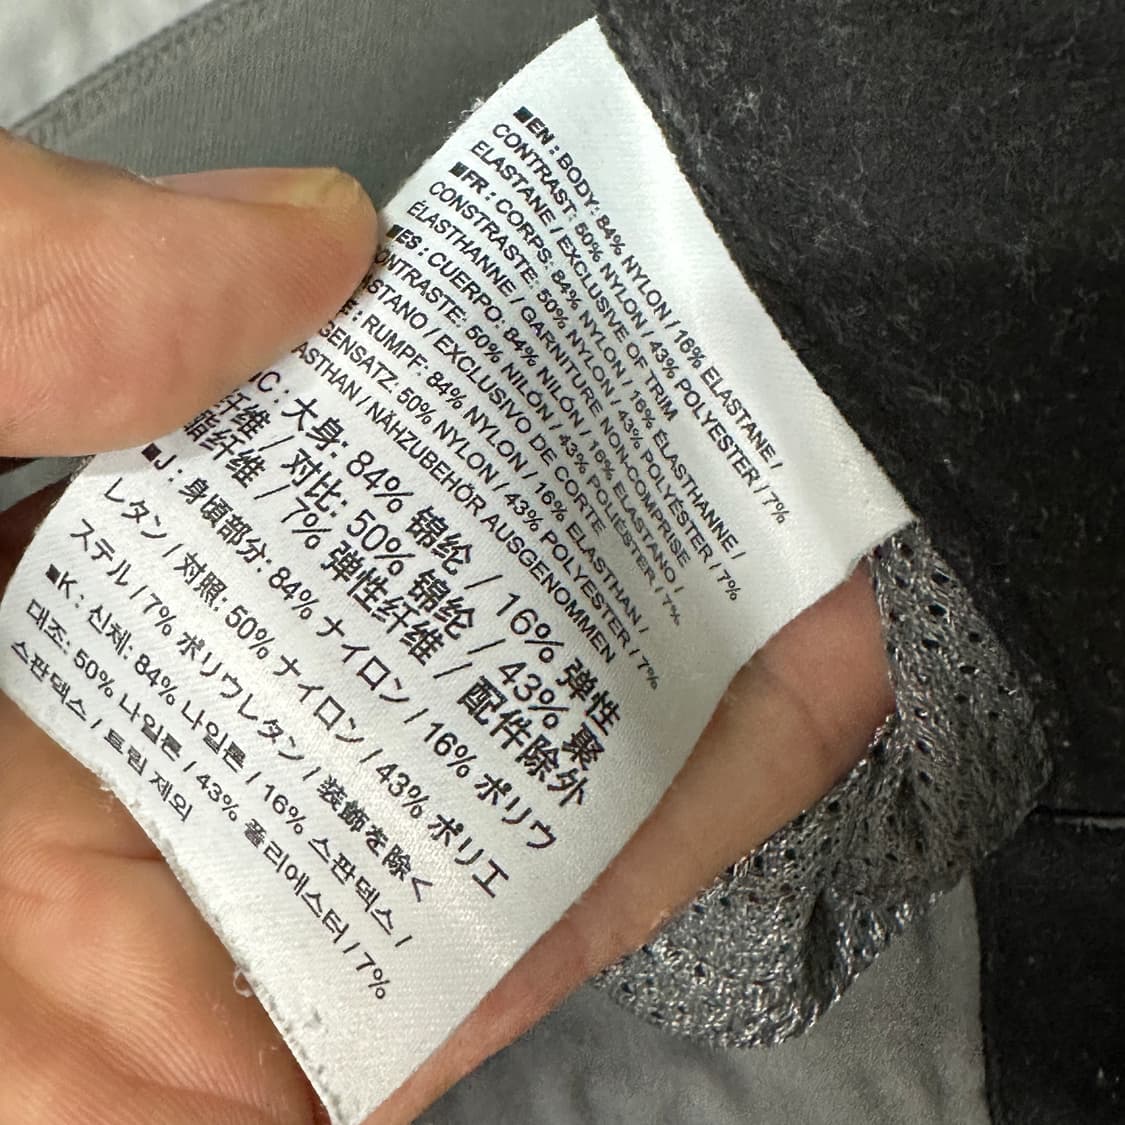 ■EN : BODY: 84% NYLON / 16% ELASTANE /
CONTRAST: 50% NYLON / 43% POLYESTER / 7%
ELASTANE / EXCLUSIVE OF TRIM
■FR : CORPS: 84% NYLON / 16% ÉLASTHANNE /
CONSTRASTE: 50% NYLON / 43% POLYÉSTER / 7%
ÉLASTHANNE / GARNITURE NON-COMPRISE
■ES : CUERPO: 84% NILÓN / 16% ELASTANO /
ONTRASTE: 50% NILÓN / 43% POLIÉSTER / 7%
ASTANO / EXCLUSIVO DE CORTE
E : RUMPF: 84% NYLON / 16% ELASTHAN /
GENSATZ: 50% NYLON / 43% POLYESTER / 7%
ASTHAN / NÄHZUBEHÖR AUSGENOMMEN
C : 大身: 84% 锦纶 / 16% 弹性
纤维 / 对比: 50% 锦纶 / 43% 聚
酯纤维 / 7% 弹性纤维 / 配件除外
■J : 身頃部分: 84% ナイロン / 16% ポリウ
レタン / 対照: 50% ナイロン / 43% ポリエ
ステル / 7% ポリウレタン / 装飾を除く
■K : 신체: 84% 나일론 / 16% 스판덱스 /
대조: 50% 나일론 / 43% 폴리에스터 / 7%
스판덱스 / 트림 제외